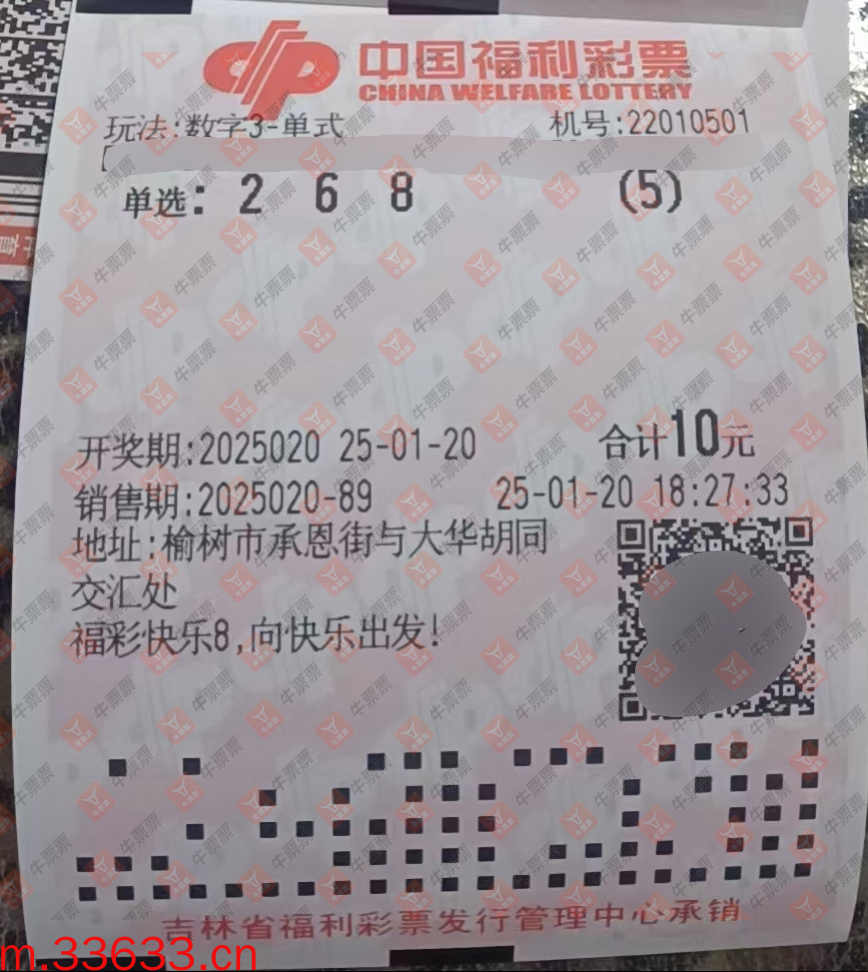 中国福利彩票
CHINA WELFARE LOTTERY
玩法:数字3-单式 机号:22010501
单选: 2 6 8 (5)
开奖期:2025020 25-01-20 合计10元
销售期:2025020-89 25-01-20 18:27:33
地址:榆树市承恩街与大华胡同
交汇处
福彩快乐8,向快乐出发!
吉林省福利彩票发行管理中心承销
m.33633.cn
牛票票